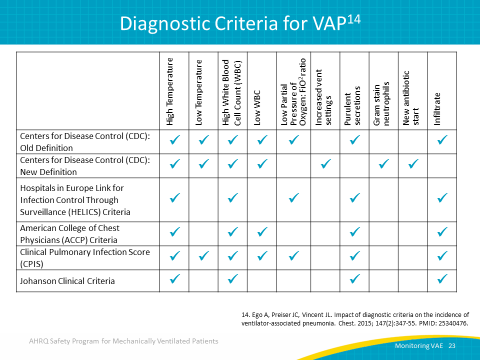 Diagnostic Criteria for VAP14
High Temperature
Low Temperature
High White Blood
Cell Count (WBC)
Low WBC
Low Partial
Pressure of
Oxygen: FiO2 ratio
Increased vent
settings
Purulent
secretions
Gram stain
neutrophils
New antibiotic
start
Infiltrate
Centers for Disease Control (CDC):
Old Definition
✓ ✓ ✓ ✓ ✓ ✓ ✓
Centers for Disease Control (CDC):
New Definition
✓ ✓ ✓ ✓ ✓ ✓ ✓
Hospitals in Europe Link for
Infection Control Through
Surveillance (HELICS) Criteria
✓ ✓ ✓ ✓ ✓
American College of Chest
Physicians (ACCP) Criteria
✓ ✓ ✓ ✓ ✓
Clinical Pulmonary Infection Score
(CPIS)
✓ ✓ ✓ ✓ ✓ ✓ ✓
Johanson Clinical Criteria
✓ ✓ ✓ ✓
14. Ego A, Preiser JC, Vincent JL. Impact of diagnostic criteria on the incidence of
ventilator-associated pneumonia. Chest. 2015; 147(2):347-55. PMID: 25340476.
AHRQ Safety Program for Mechanically Ventilated Patients
Monitoring VAE 23